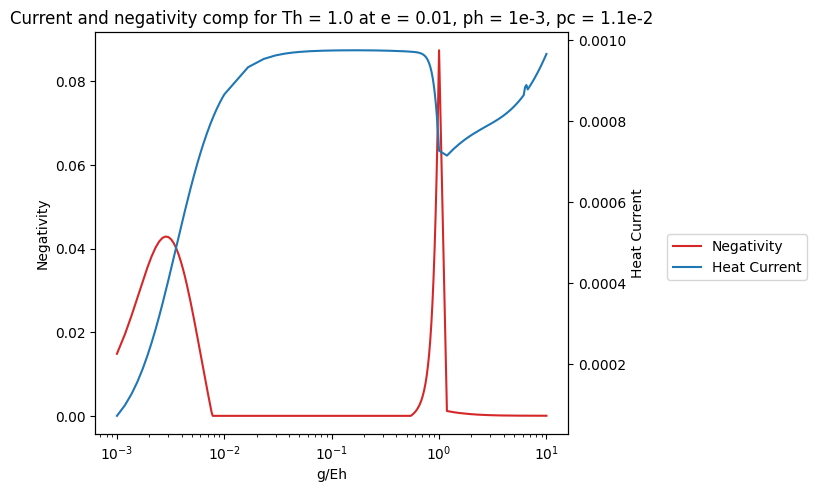 Current and negativity comp for Th = 1.0 at e = 0.01, ph = 1e-3, pc = 1.1e-2
0.08
0.06
0.04
0.02
0.00
Negativity
0.0010
0.0008
0.0006
0.0004
0.0002
Heat Current
Negativity
Heat Current
10⁻³
10⁻²
10⁻¹
10⁰
10¹
g/Eh